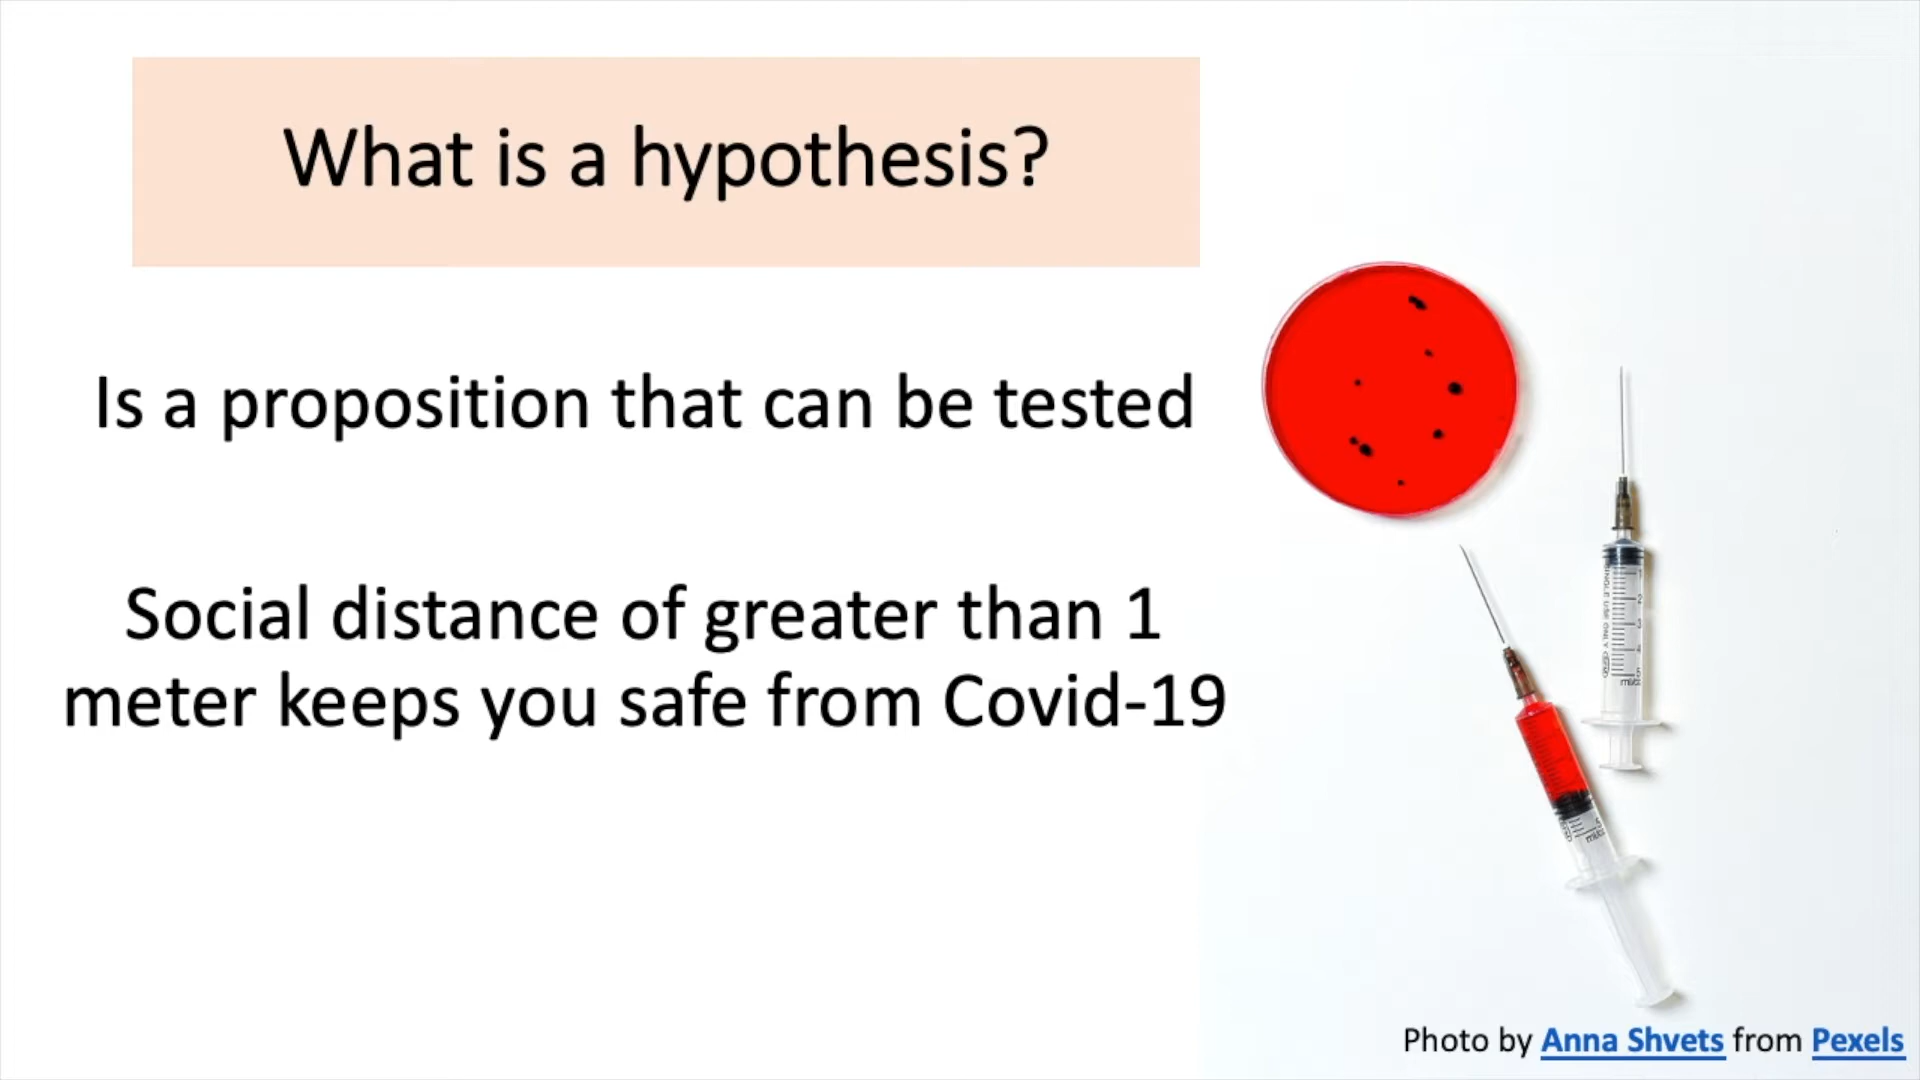 What is a hypothesis?
Is a proposition that can be tested
Social distance of greater than 1
meter keeps you safe from Covid-19
Photo by Anna Shvets from Pexels